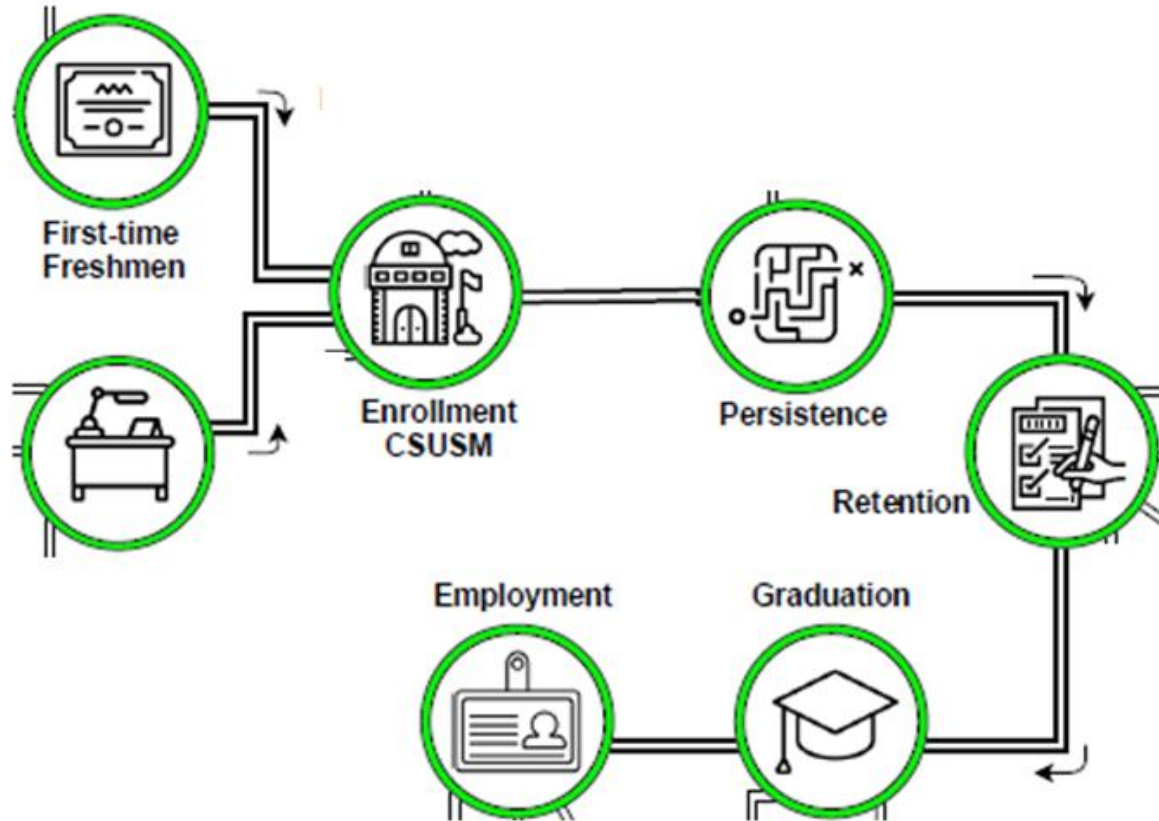 First-time
Freshmen
Enrollment
CSUSM
Persistence
Retention
Employment
Graduation